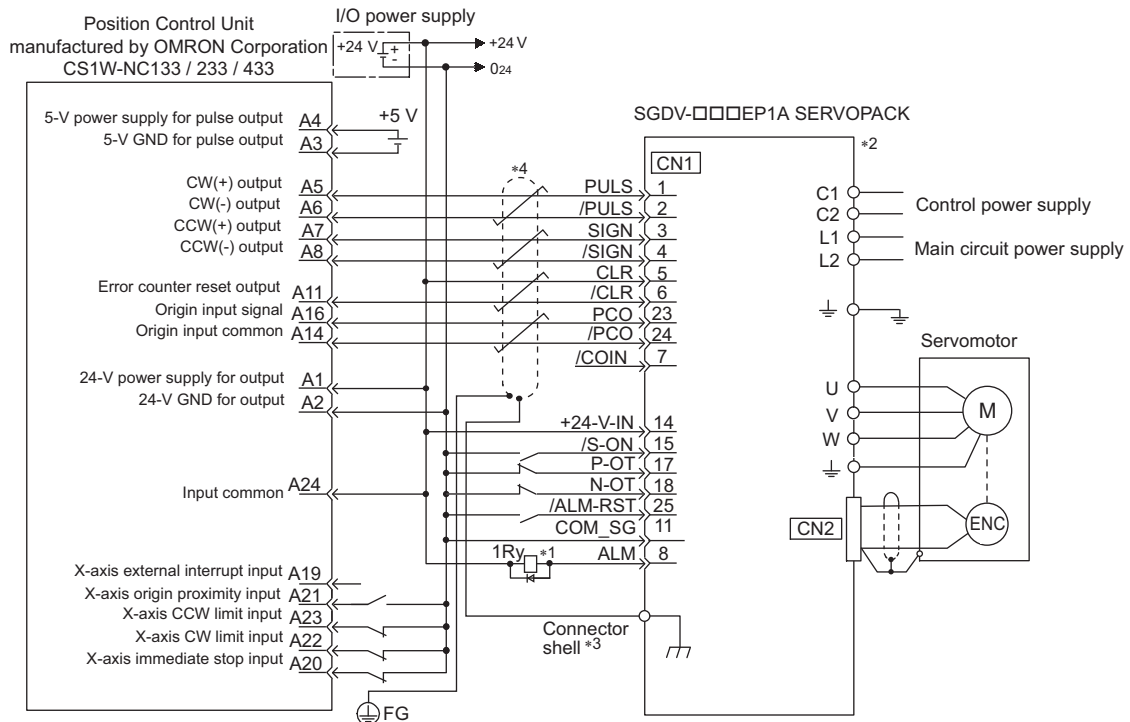 Position Control Unit
manufactured by OMRON Corporation
CS1W-NC133 / 233 / 433
I/O power supply
+24 V
+
-
+24 V
024
5-V power supply for pulse output A4
5-V GND for pulse output A3
+5 V
CW(+) output A5
CW(-) output A6
CCW(+) output A7
CCW(-) output A8
Error counter reset output A11
Origin input signal A16
Origin input common A14
24-V power supply for output A1
24-V GND for output A2
Input common A24
X-axis external interrupt input A19
X-axis origin proximity input A21
X-axis CCW limit input A23
X-axis CW limit input A22
X-axis immediate stop input A20
*4
FG
SGDV-□□□EP1A SERVOPACK
*2
CN1
PULS 1
/PULS 2
SIGN 3
/SIGN 4
CLR 5
/CLR 6
PCO 23
/PCO 24
/COIN 7
+24-V-IN 14
/S-ON 15
P-OT 17
N-OT 18
/ALM-RST 25
COM_SG 11
1Ry *1 ALM 8
Connector
shell *3
C1
C2
Control power supply
L1
L2
Main circuit power supply
Servomotor
U
V
W
M
CN2
ENC